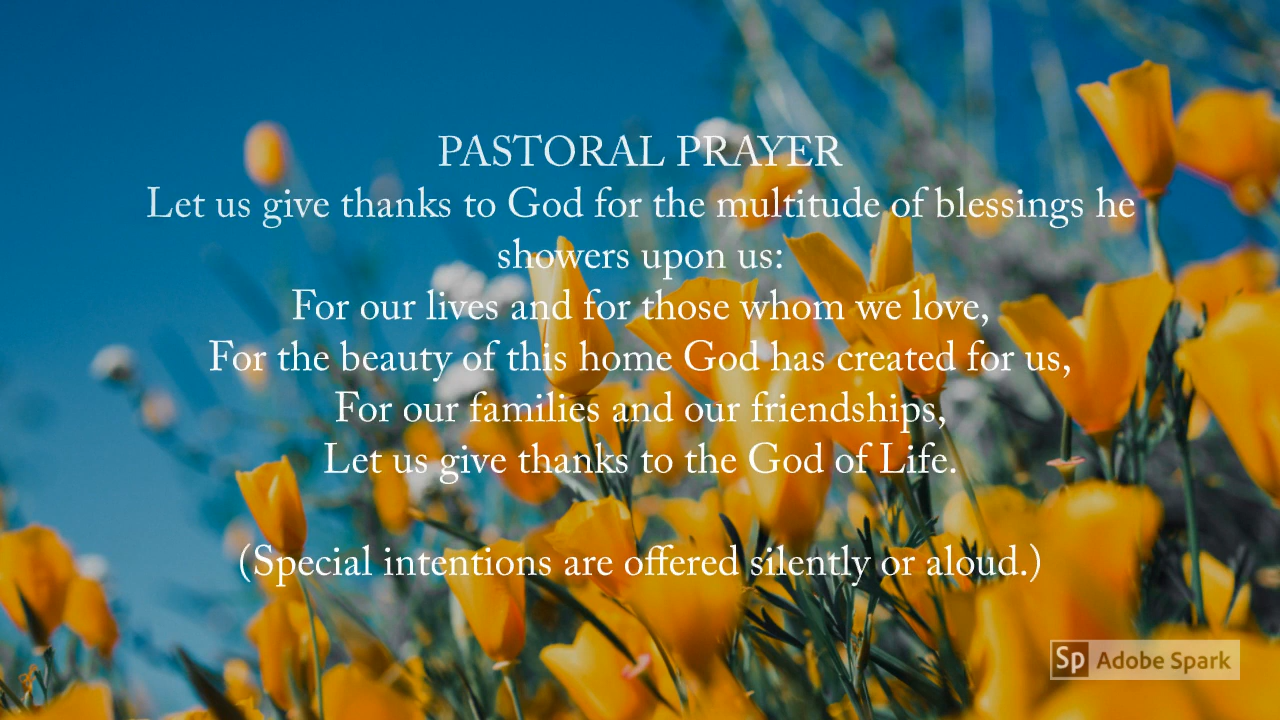 PASTORAL PRAYER
Let us give thanks to God for the multitude of blessings he
showers upon us:
For our lives and for those whom we love,
For the beauty of this home God has created for us,
For our families and our friendships,
Let us give thanks to the God of Life.
(Special intentions are offered silently or aloud.)
Sp Adobe Spark